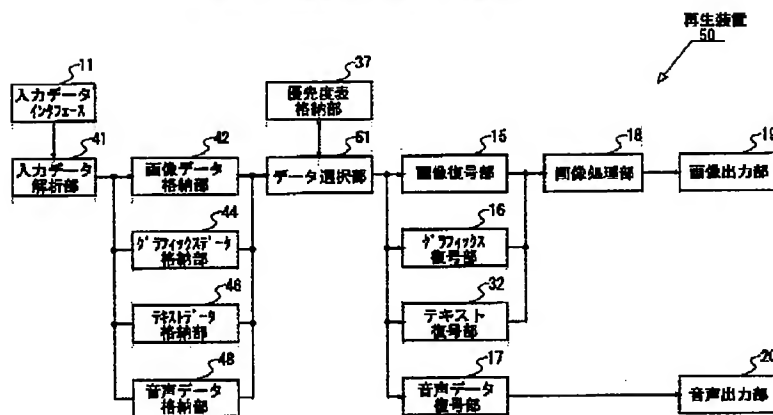 再生装置
50
11
入力データ
インタフェース
37
優先度表
格納部
41
入力データ
解析部
42
画像データ
格納部
51
データ選択部
15
画像復号部
18
画像処理部
19
画像出力部
44
グラフィックスデータ
格納部
16
グラフィックス
復号部
46
テキストデータ
格納部
32
テキスト
復号部
48
音声データ
格納部
17
音声データ
復号部
20
音声出力部